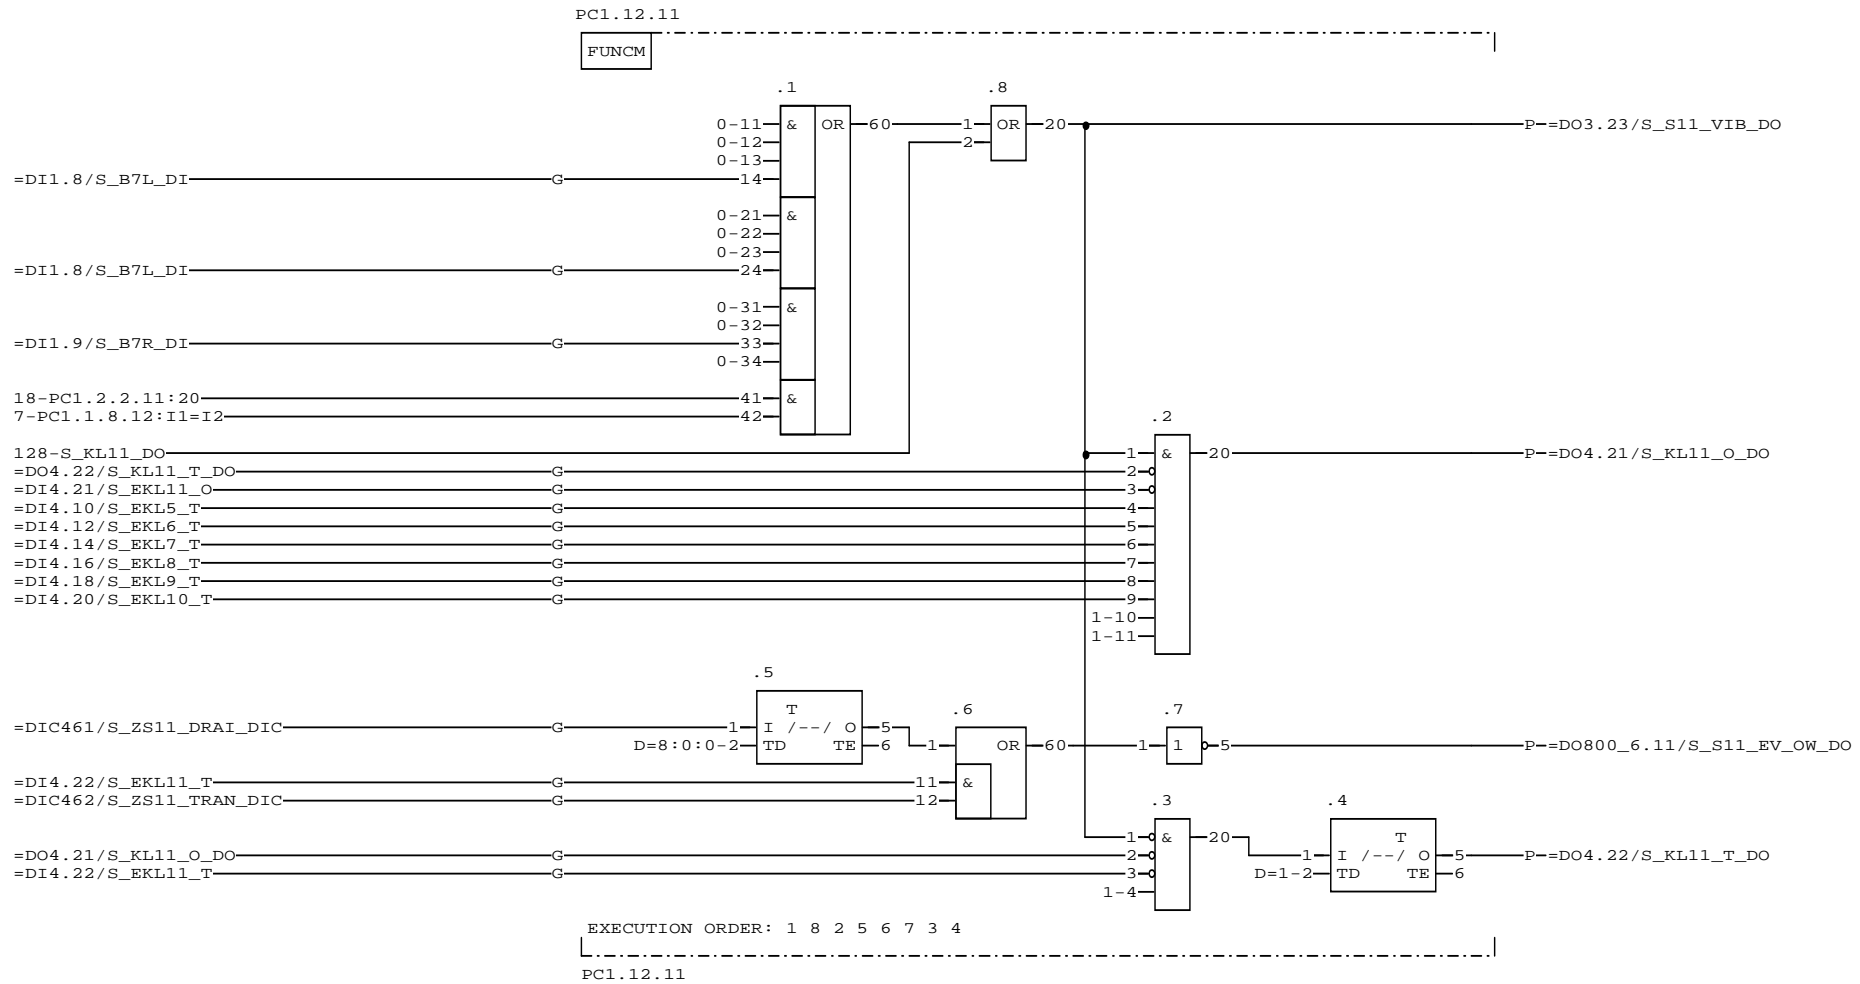 PC1.12.11
FUNCM
.1 .8
0-11 & OR 60 1 OR 20 P-=DO3.23/S_S11_VIB_DO
0-12 2
0-13
=DI1.8/S_B7L_DI G 14
0-21 &
0-22
0-23
=DI1.8/S_B7L_DI G 24
0-31 &
0-32
=DI1.9/S_B7R_DI G 33
0-34
18-PC1.2.2.11:20 41 &
7-PC1.1.8.12:I1=I2 42 .2
128-S_KL11_DO 1 & 20 P-=DO4.21/S_KL11_O_DO
=DO4.22/S_KL11_T_DO G 2
=DI4.21/S_EKL11_O G 3
=DI4.10/S_EKL5_T G 4
=DI4.12/S_EKL6_T G 5
=DI4.14/S_EKL7_T G 6
=DI4.16/S_EKL8_T G 7
=DI4.18/S_EKL9_T G 8
=DI4.20/S_EKL10_T G 9
1-10
1-11
.5
T .6 .7
=DIC461/S_ZS11_DRAI_DIC G 1 I /--/ O 5
D=8:0:0-2 TD TE 6 1 OR 60 1 1 5 P-=DO800_6.11/S_S11_EV_OW_DO
=DI4.22/S_EKL11_T G 11 &
=DIC462/S_ZS11_TRAN_DIC G 12 .3 .4
1 & 20 T
=DO4.21/S_KL11_O_DO G 2 1 I /--/ O 5 P-=DO4.22/S_KL11_T_DO
=DI4.22/S_EKL11_T G 3 D=1-2 TD TE 6
1-4
EXECUTION ORDER: 1 8 2 5 6 7 3 4
PC1.12.11